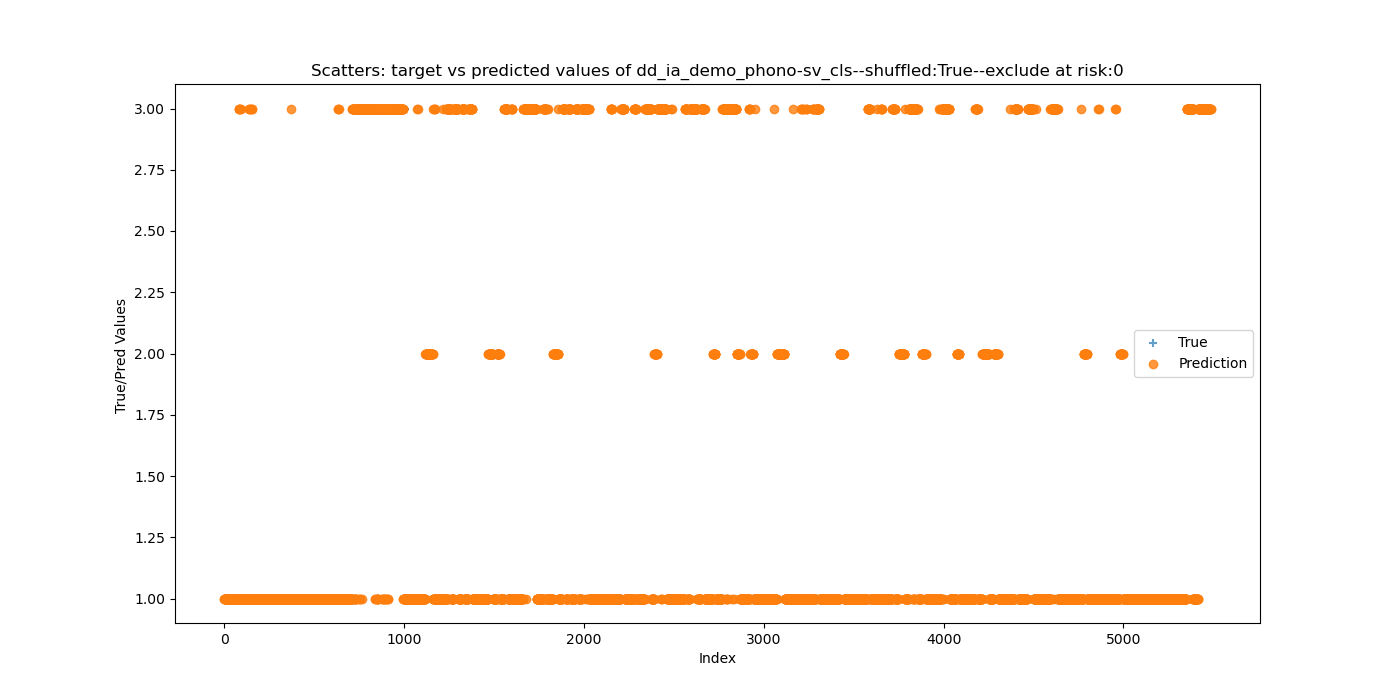 Scatters: target vs predicted values of dd_ia_demo_phono-sv_cls--shuffled:True--exclude at risk:0
True/Pred Values
3.00
2.75
2.50
2.25
2.00
1.75
1.50
1.25
1.00
True
Prediction
0 1000 2000 3000 4000 5000
Index